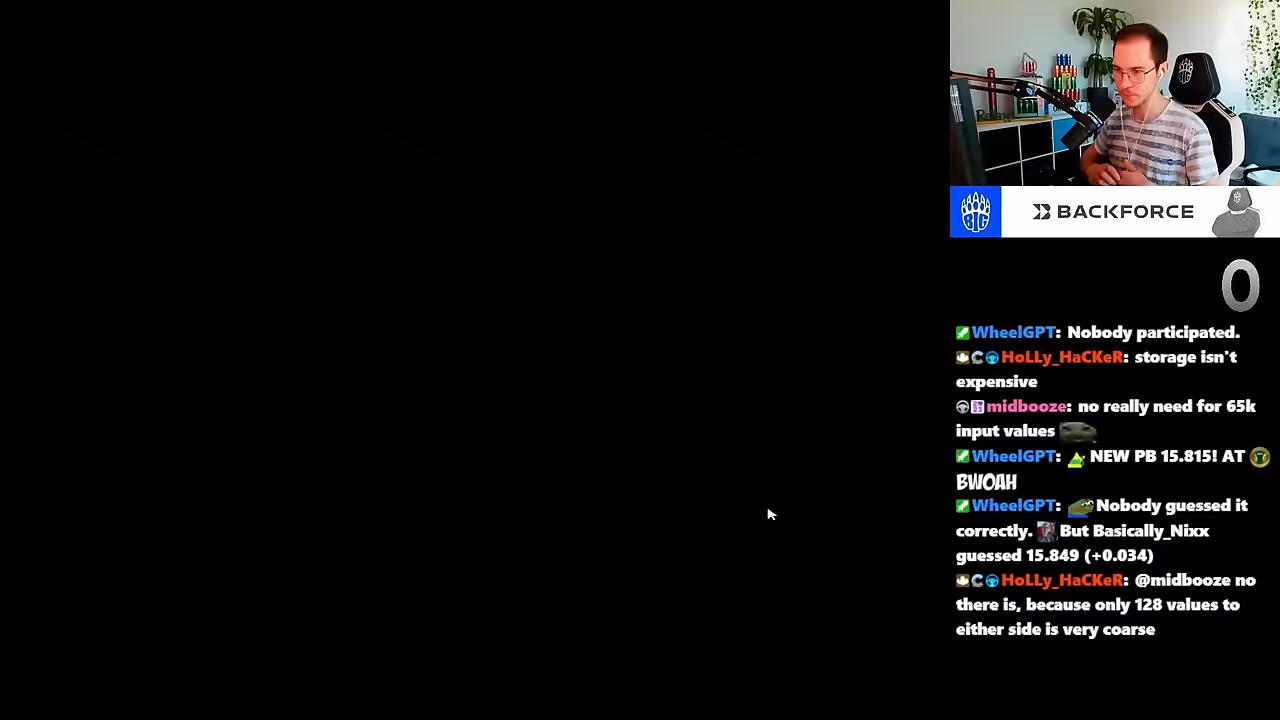 BIG
BACKFORCE
0
WheelGPT: Nobody participated.
HoLLy_HaCKeR: storage isn't
expensive
midbooze: no really need for 65k
input values
WheelGPT: NEW PB 15.815! AT
BWOAH
WheelGPT: Nobody guessed it
correctly. But Basically_Nixx
guessed 15.849 (+0.034)
HoLLy_HaCKeR: @midbooze no
there is, because only 128 values to
either side is very coarse